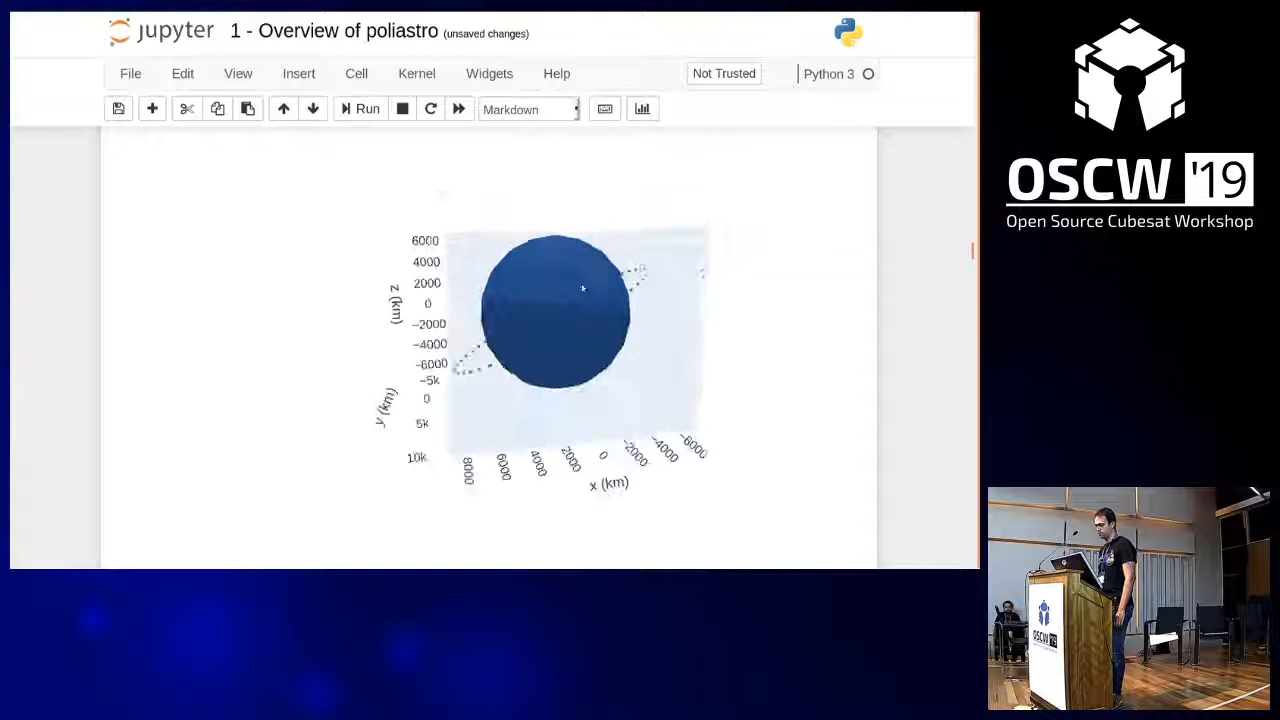 jupyter 1 - Overview of poliastro (unsaved changes)
File Edit View Insert Cell Kernel Widgets Help Not Trusted Python 3
Run Markdown
6000
4000
2000
0
−2000
−4000
−6000
z (km)
−5k
0
5k
10k
y (km)
8000 6000 4000 2000 0 −2000 −4000 −6000
x (km)
OSCW '19
Open Source Cubesat Workshop
OSCW '19